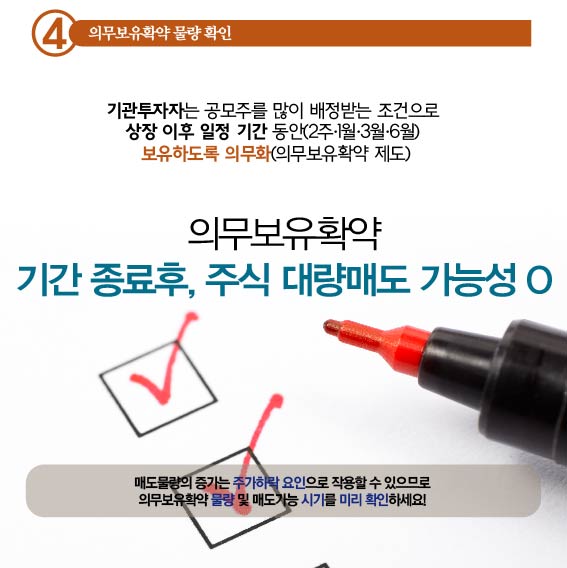 4 의무보유확약 물량 확인
기관투자자는 공모주를 많이 배정받는 조건으로
상장 이후 일정 기간 동안(2주·1월·3월·6월)
보유하도록 의무화(의무보유확약 제도)
의무보유확약
기간 종료후, 주식 대량매도 가능성 O
매도물량의 증가는 주가하락 요인으로 작용할 수 있으므로
의무보유확약 물량 및 매도가능 시기를 미리 확인하세요!